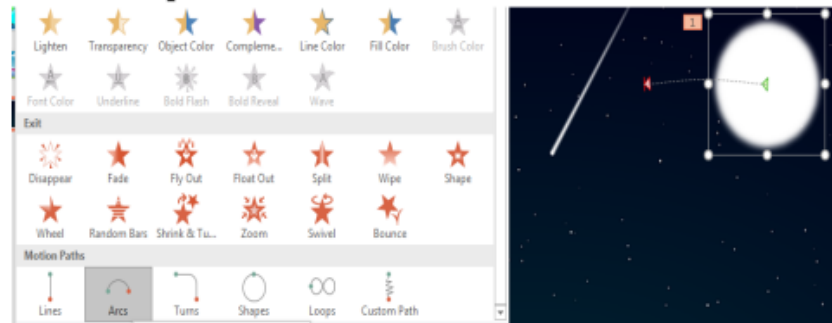 Lighten Transparency Object Color Compleme... Line Color Fill Color Brush Color
Font Color Underline Bold Flash Bold Reveal Wave
Exit
Disappear Fade Fly Out Float Out Split Wipe Shape
Wheel Random Bars Shrink & Tu... Zoom Swivel Bounce
Motion Paths
Lines Arcs Turns Shapes Loops Custom Path
1